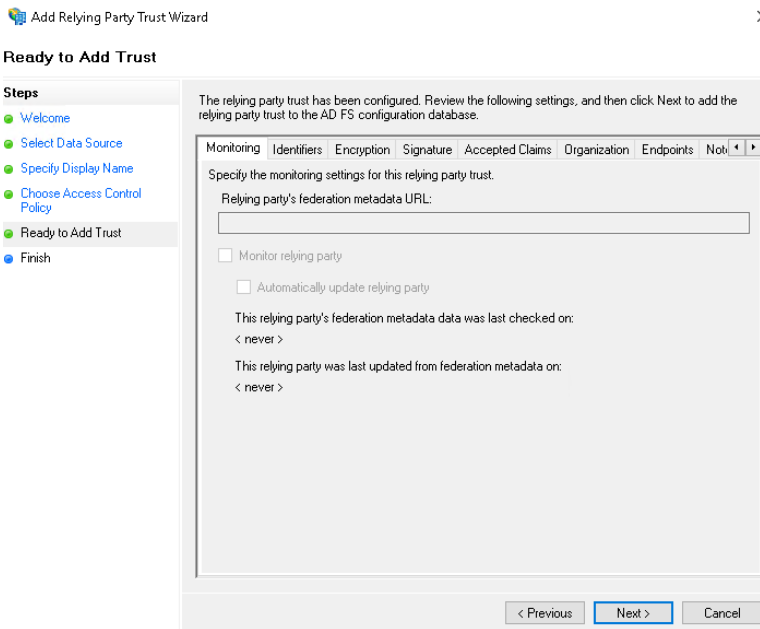 Add Relying Party Trust Wizard
Ready to Add Trust
Steps
Welcome
Select Data Source
Specify Display Name
Choose Access Control
Policy
Ready to Add Trust
Finish
The relying party trust has been configured. Review the following settings, and then click Next to add the
relying party trust to the AD FS configuration database.
Monitoring Identifiers Encryption Signature Accepted Claims Organization Endpoints
Specify the monitoring settings for this relying party trust.
Relying party's federation metadata URL:
Monitor relying party
Automatically update relying party
This relying party's federation metadata data was last checked on:
< never >
This relying party was last updated from federation metadata on:
< never >
< Previous Next > Cancel